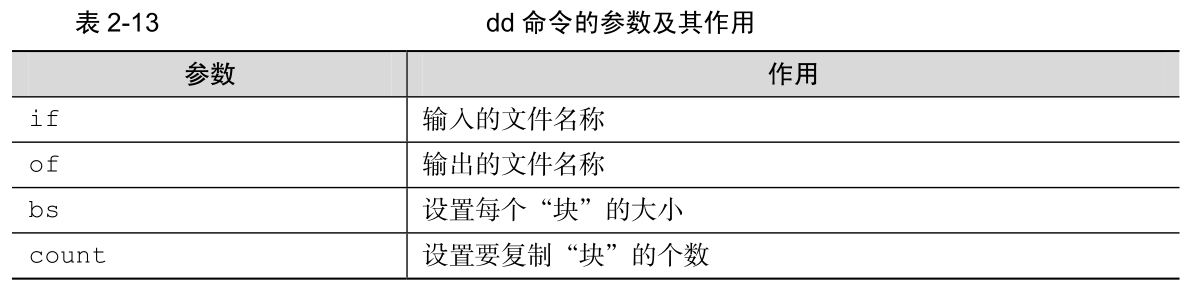 表 2-13 dd 命令的参数及其作用
参数 作用
if 输入的文件名称
of 输出的文件名称
bs 设置每个“块”的大小
count 设置要复制“块”的个数